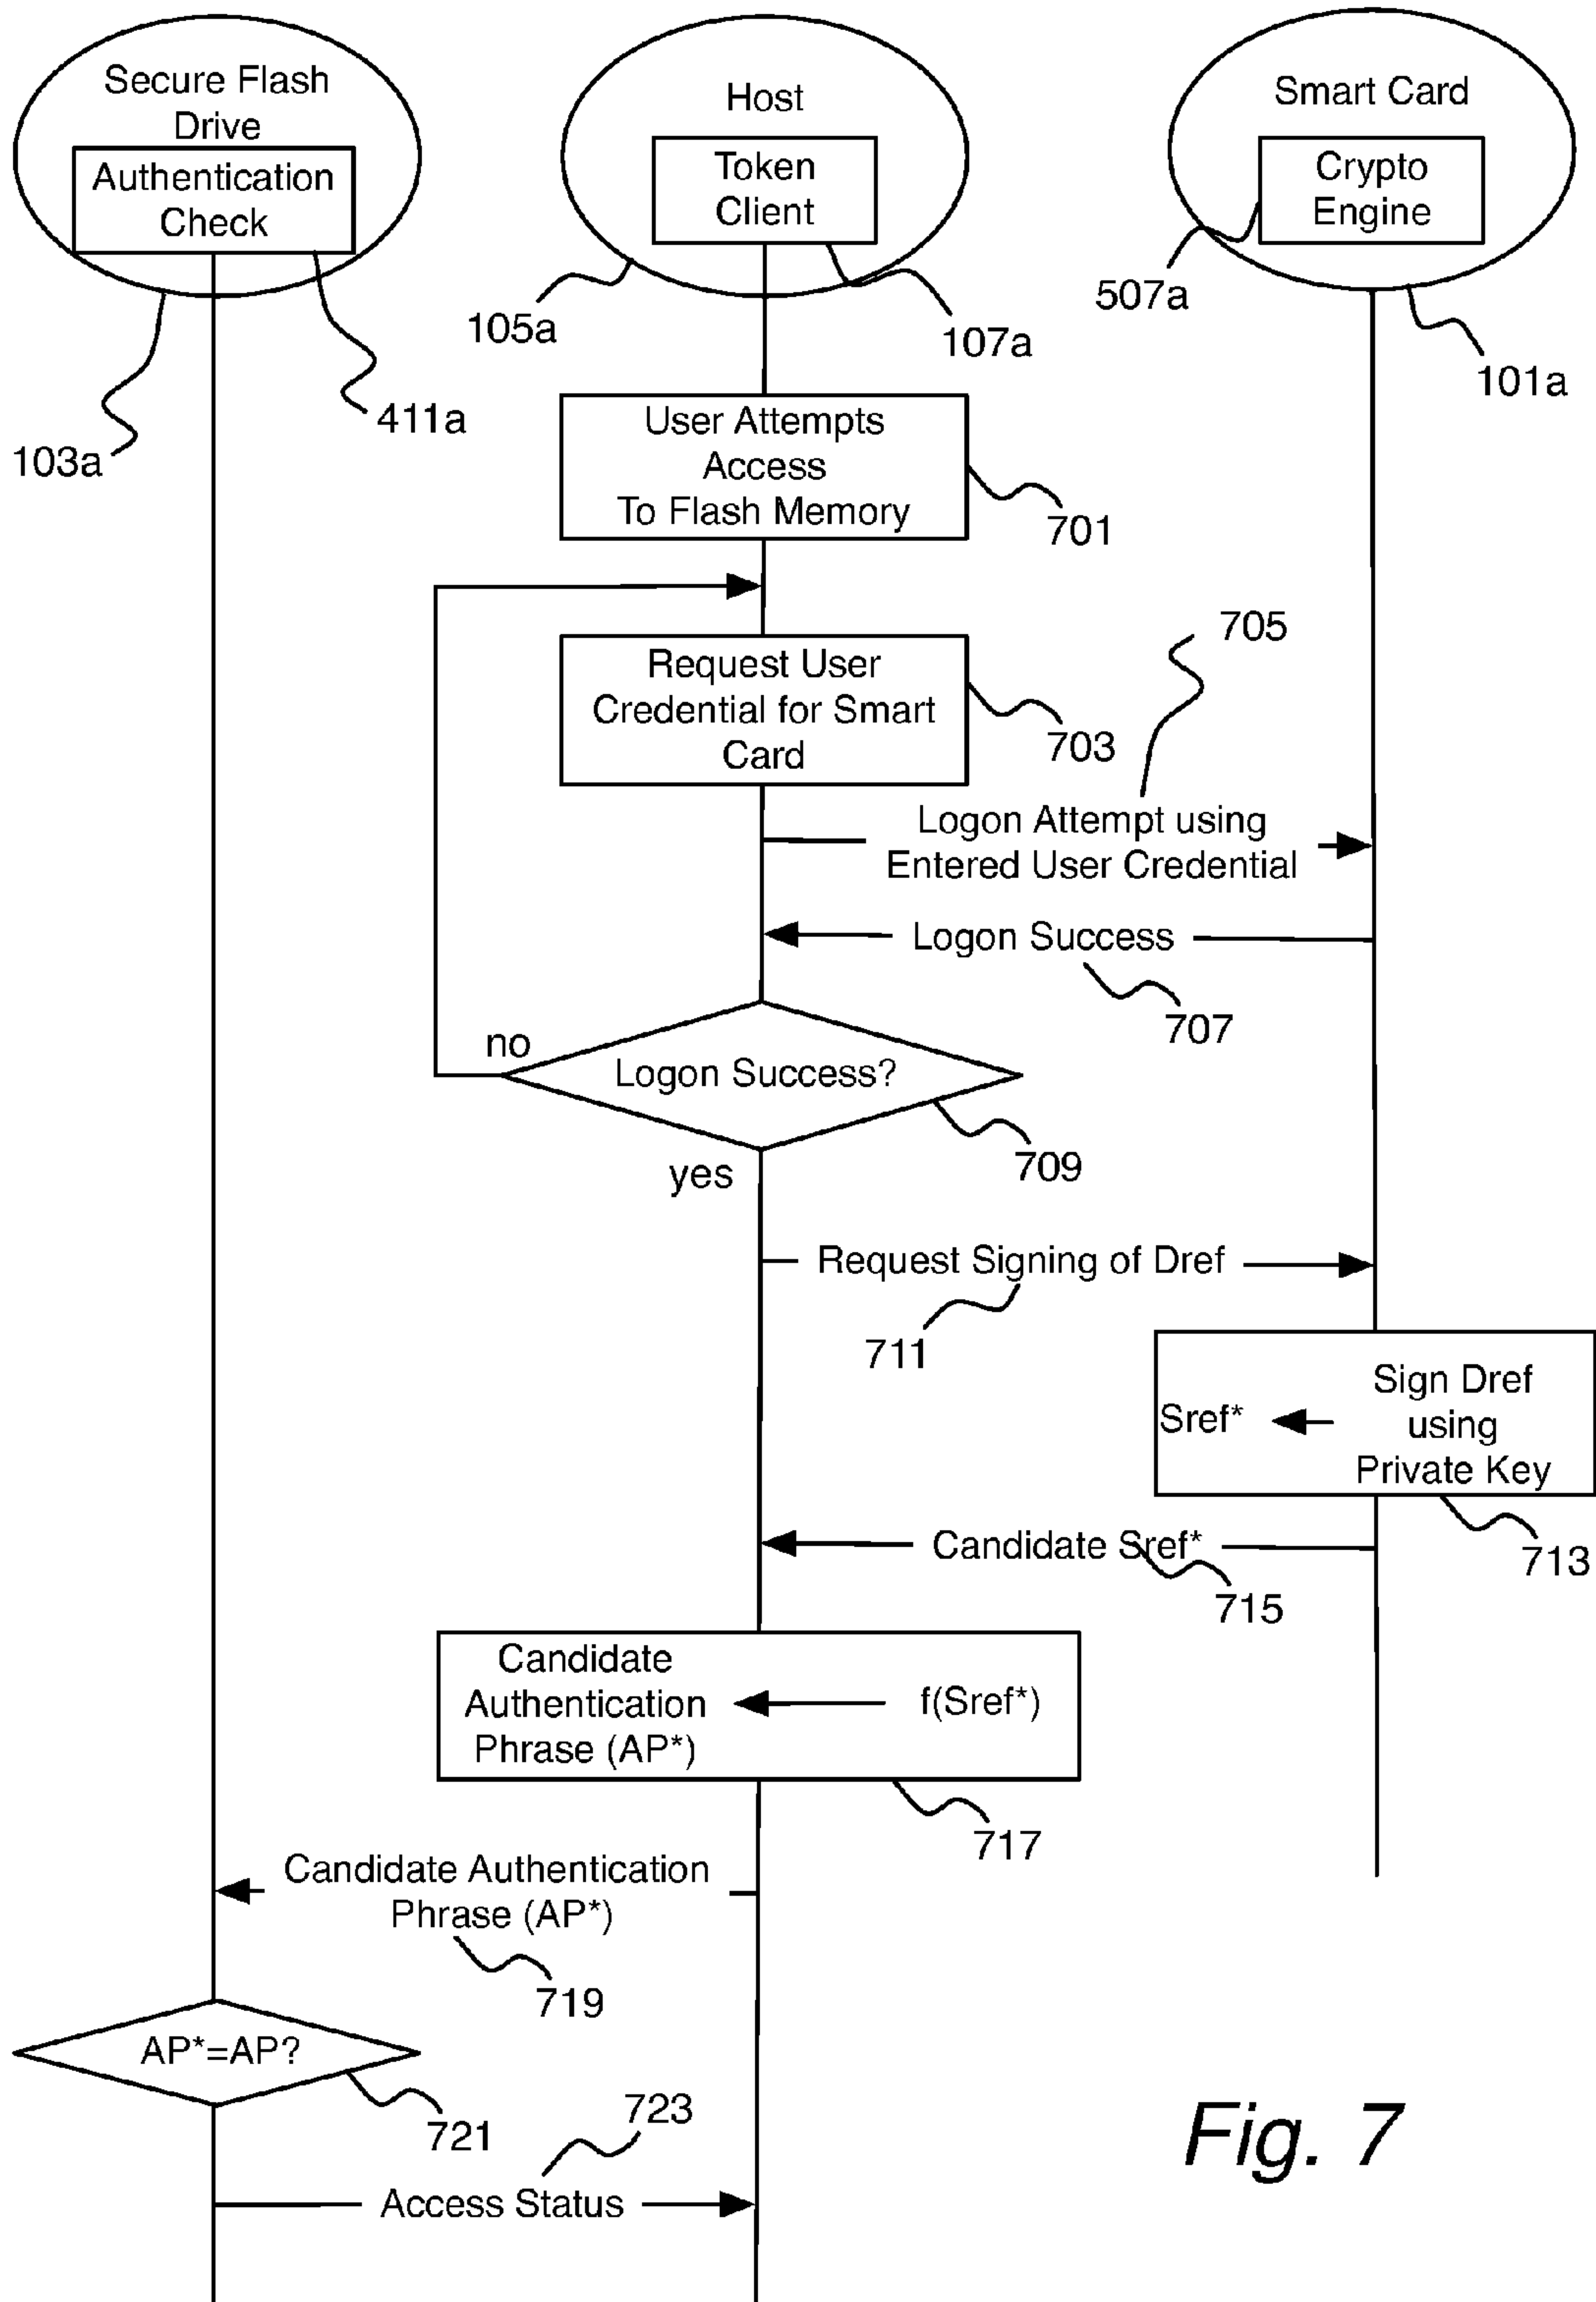 Secure Flash
Drive
Authentication
Check
Host
Token
Client
Smart Card
Crypto
Engine
103a
411a
105a
107a
507a
101a
User Attempts
Access
To Flash Memory
701
Request User
Credential for Smart
Card
703
705
Logon Attempt using
Entered User Credential
Logon Success
707
no
Logon Success?
709
yes
Request Signing of Dref
711
Sign Dref
using
Private Key
Sref*
713
Candidate Sref*
715
Candidate
Authentication
Phrase (AP*)
f(Sref*)
717
Candidate Authentication
Phrase (AP*)
719
AP*=AP?
721
723
Access Status
Fig. 7